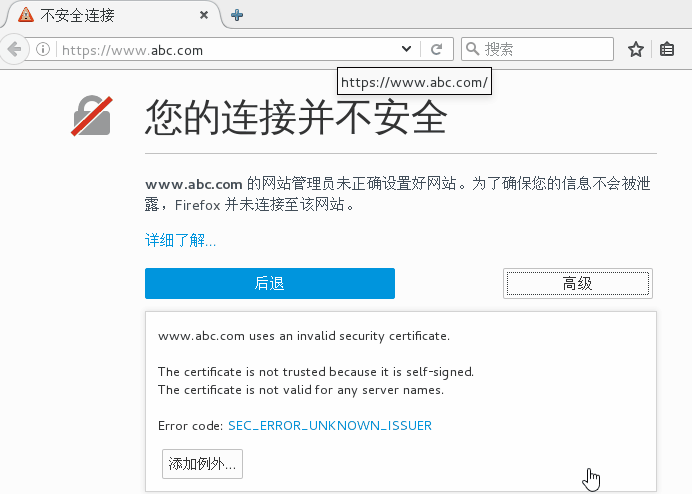 不安全连接
https://www.abc.com
搜索
https://www.abc.com/
您的连接并不安全
www.abc.com 的网站管理员未正确设置好网站。为了确保您的信息不会被泄
露，Firefox 并未连接至该网站。
详细了解...
后退
高级
www.abc.com uses an invalid security certificate.
The certificate is not trusted because it is self-signed.
The certificate is not valid for any server names.
Error code: SEC_ERROR_UNKNOWN_ISSUER
添加例外...